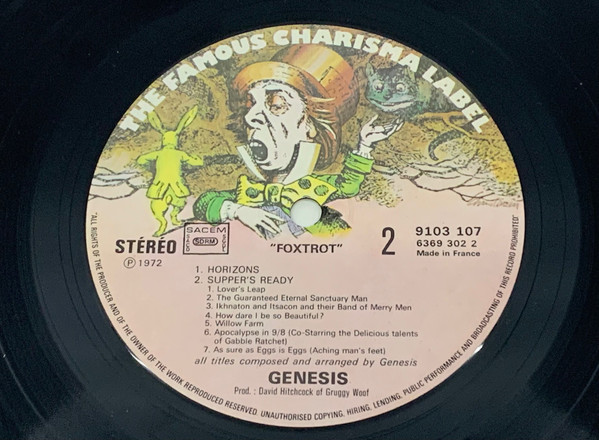 THE FAMOUS CHARISMA LABEL
STÉRÉO
SACEM
SDRM
℗ 1972
"FOXTROT"
2
9103 107
6369 302 2
Made in France
1. HORIZONS
2. SUPPER'S READY
1. Lover's Leap
2. The Guaranteed Eternal Sanctuary Man
3. Ikhnaton and Itsacon and their Band of Merry Men
4. How dare I be so Beautiful?
5. Willow Farm
6. Apocalypse in 9/8 (Co-Starring the Delicious talents
of Gabble Ratchet)
7. As sure as Eggs is Eggs (Aching man's feet)
all titles composed and arranged by Genesis
GENESIS
Prod. : David Hitchcock of Gruggy Woof
"ALL RIGHTS OF THE PRODUCER AND OF THE OWNER OF THE WORK REPRODUCED RESERVED. UNAUTHORISED COPYING, HIRING, LENDING, PUBLIC PERFORMANCE AND BROADCASTING OF THIS RECORD PROHIBITED"